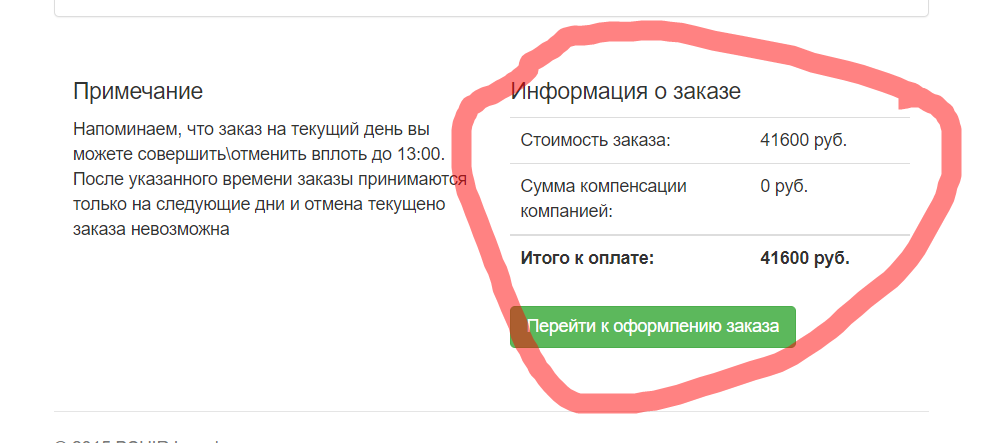 Примечание
Напоминаем, что заказ на текущий день вы
можете совершить\отменить вплоть до 13:00.
После указанного времени заказы принимаются
только на следующие дни и отмена текущено
заказа невозможна
Информация о заказе
Стоимость заказа: 41600 руб.
Сумма компенсации
компанией: 0 руб.
Итого к оплате: 41600 руб.
Перейти к оформлению заказа